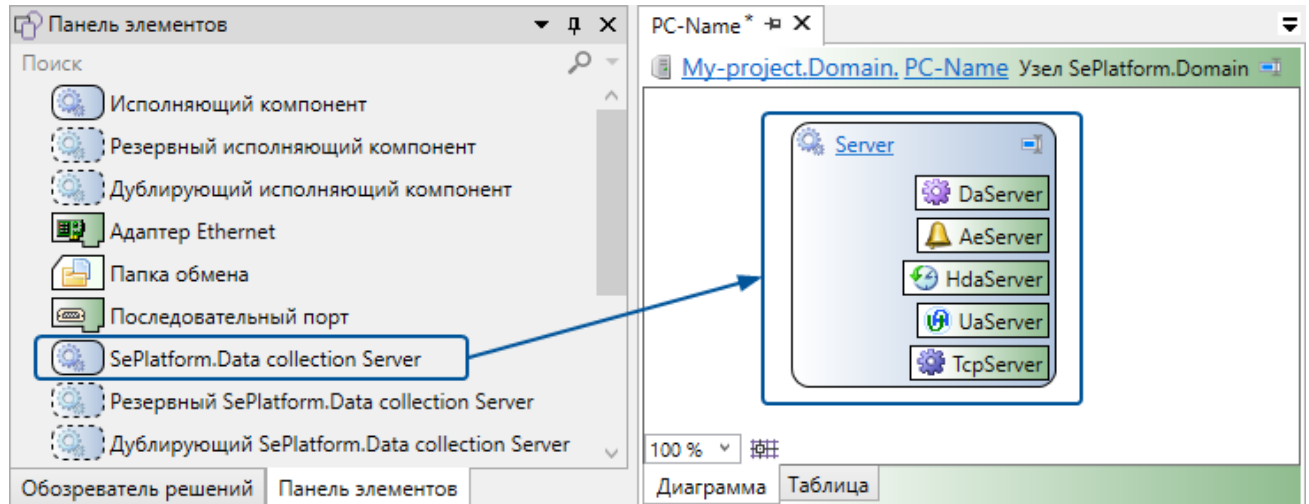 Панель элементов
Поиск
Исполняющий компонент
Резервный исполняющий компонент
Дублирующий исполняющий компонент
Адаптер Ethernet
Папка обмена
Последовательный порт
SePlatform.Data collection Server
Резервный SePlatform.Data collection Server
Дублирующий SePlatform.Data collection Server
Обозреватель решений
Панель элементов
PC-Name*
My-project.Domain. PC-Name Узел SePlatform.Domain
Server
DaServer
AeServer
HdaServer
UaServer
TcpServer
100 %
Диаграмма
Таблица